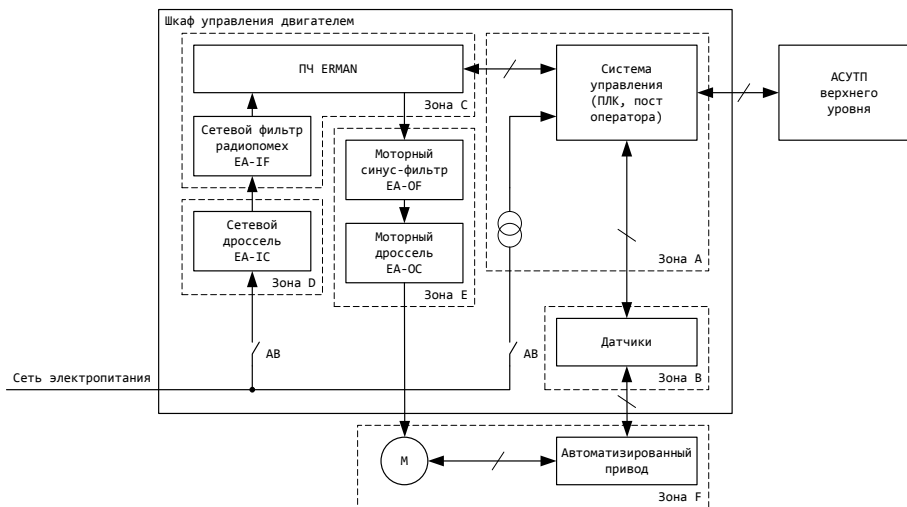 Шкаф управления двигателем
ПЧ ERMAN
Зона C
Сетевой фильтр
радиопомех
EA-IF
Моторный
синус-фильтр
EA-OF
Сетевой
дроссель
EA-IC
Зона D
Моторный
дроссель
EA-OC
Зона E
Система
управления
(ПЛК, пост
оператора)
Зона A
АСУТП
верхнего
уровня
АВ
АВ
Датчики
Зона B
Сеть электропитания
М
Автоматизированный
привод
Зона F